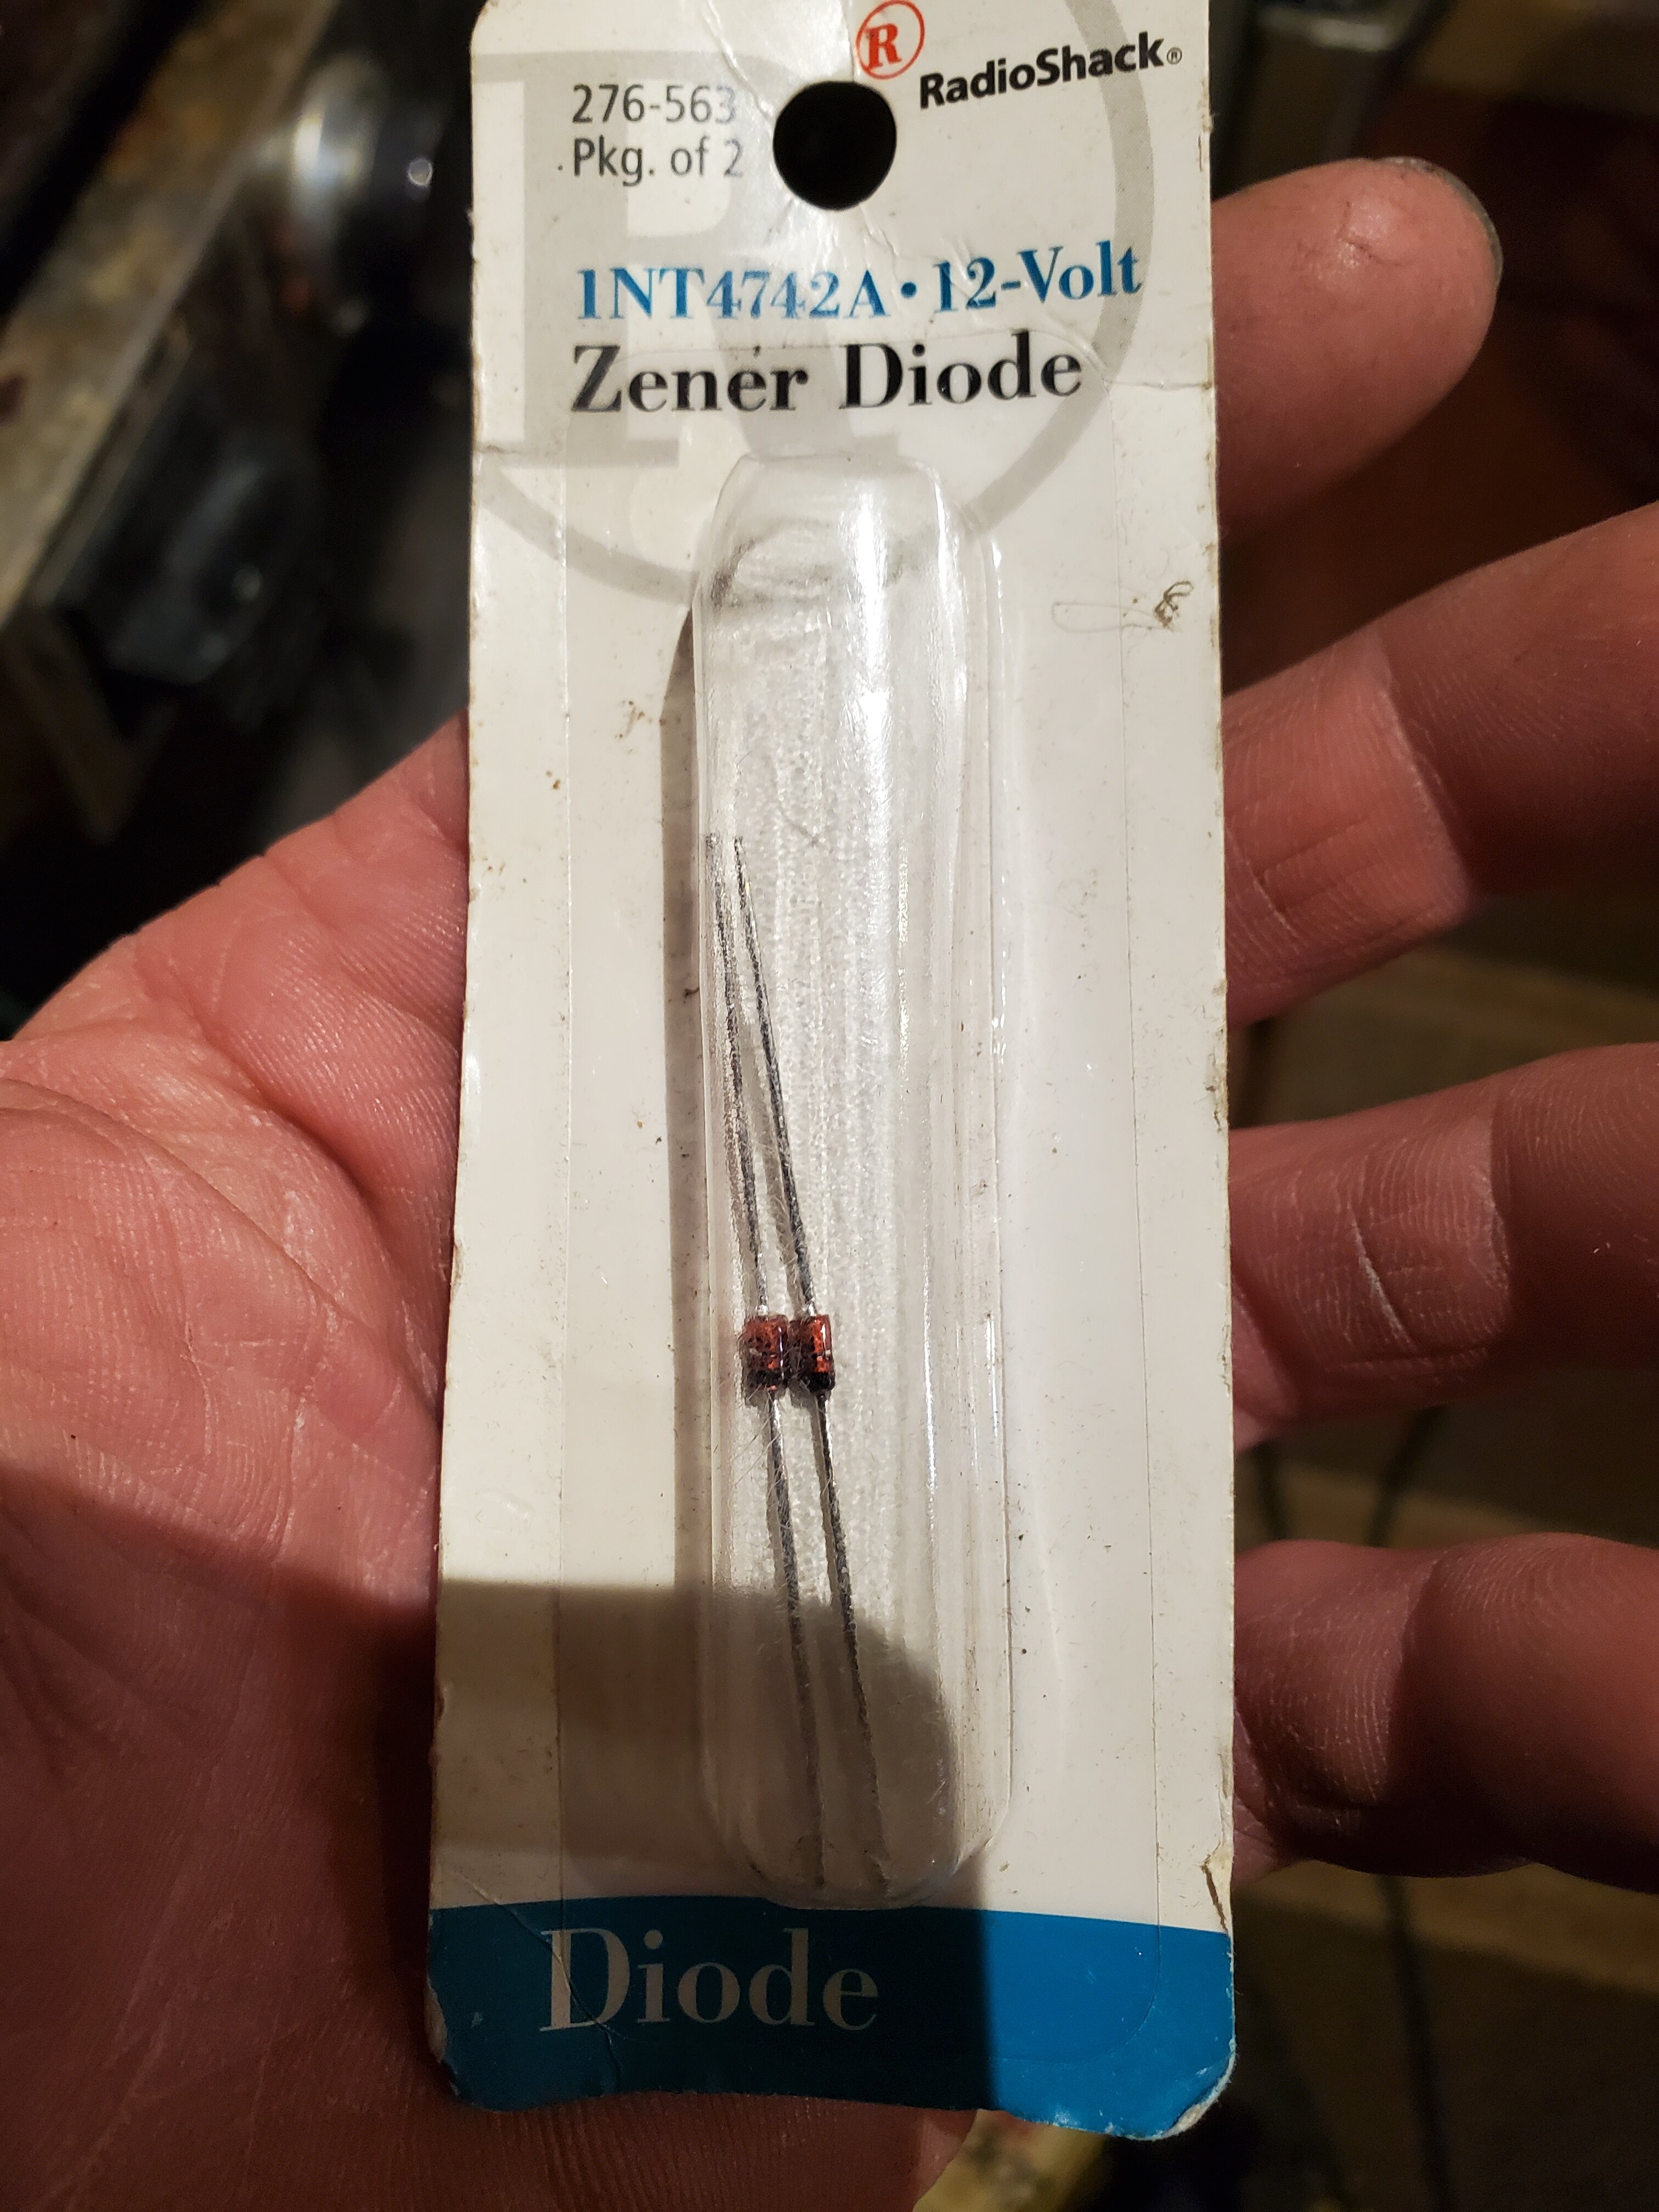 R RadioShack®
276-563
Pkg. of 2
1NT4742A • 12-Volt
Zener Diode
Diode